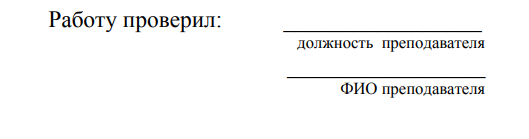 Работу проверил:
должность преподавателя
ФИО преподавателя